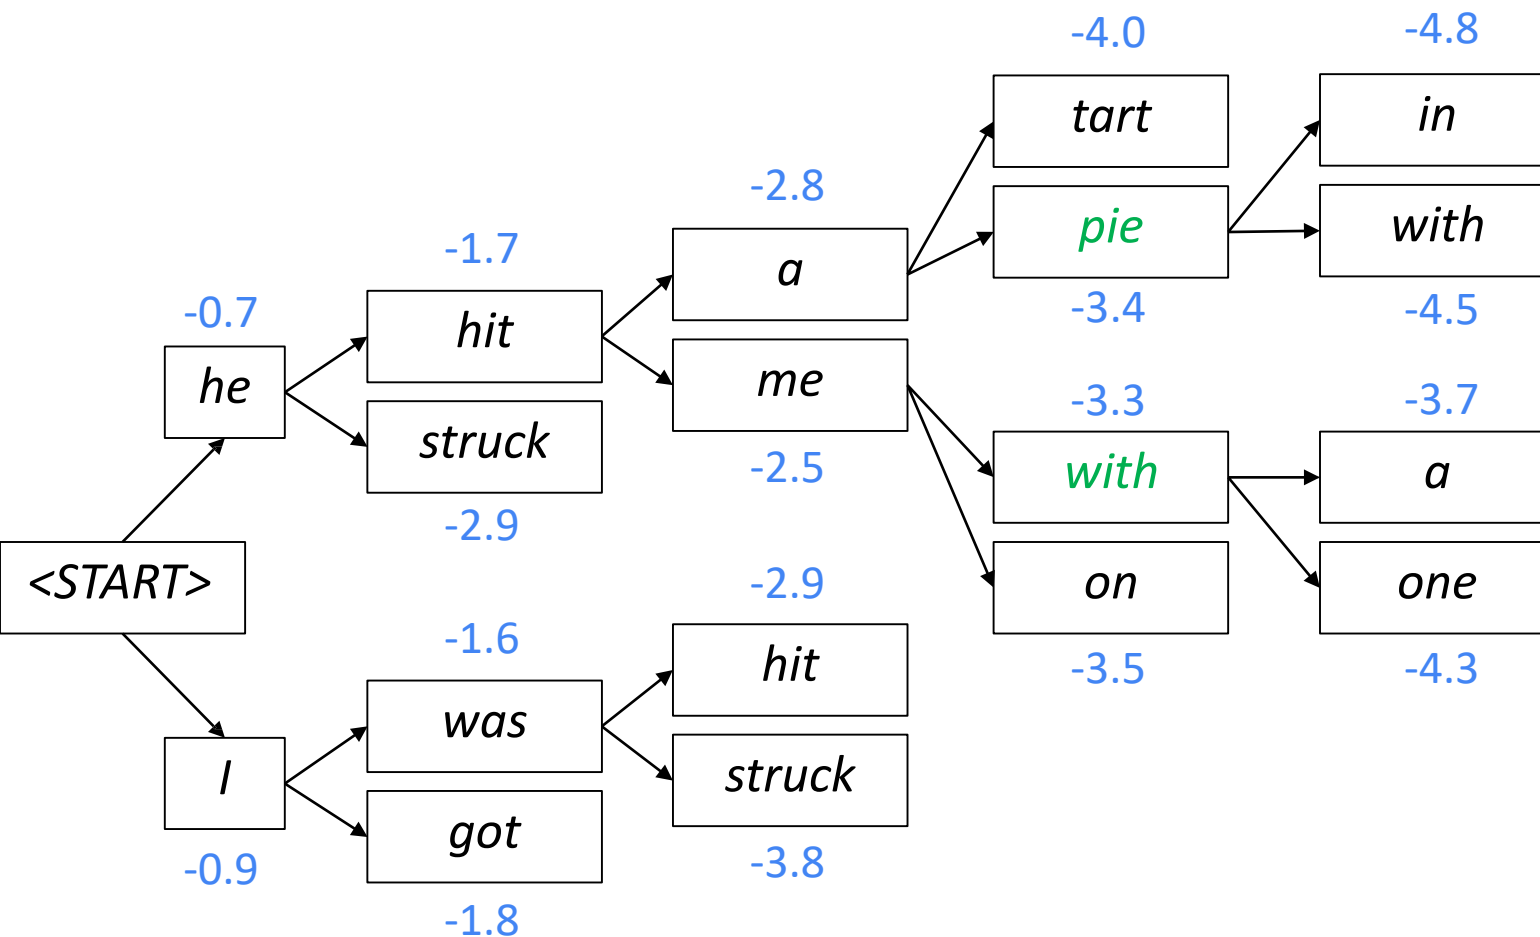 -4.0
-4.8
tart
in
-2.8
pie
with
-1.7
a
-3.4
-4.5
-0.7
hit
he
me
-3.3
-3.7
struck
-2.5
with
a
-2.9
<START>
-2.9
on
one
-1.6
hit
-3.5
-4.3
was
I
struck
got
-0.9
-3.8
-1.8